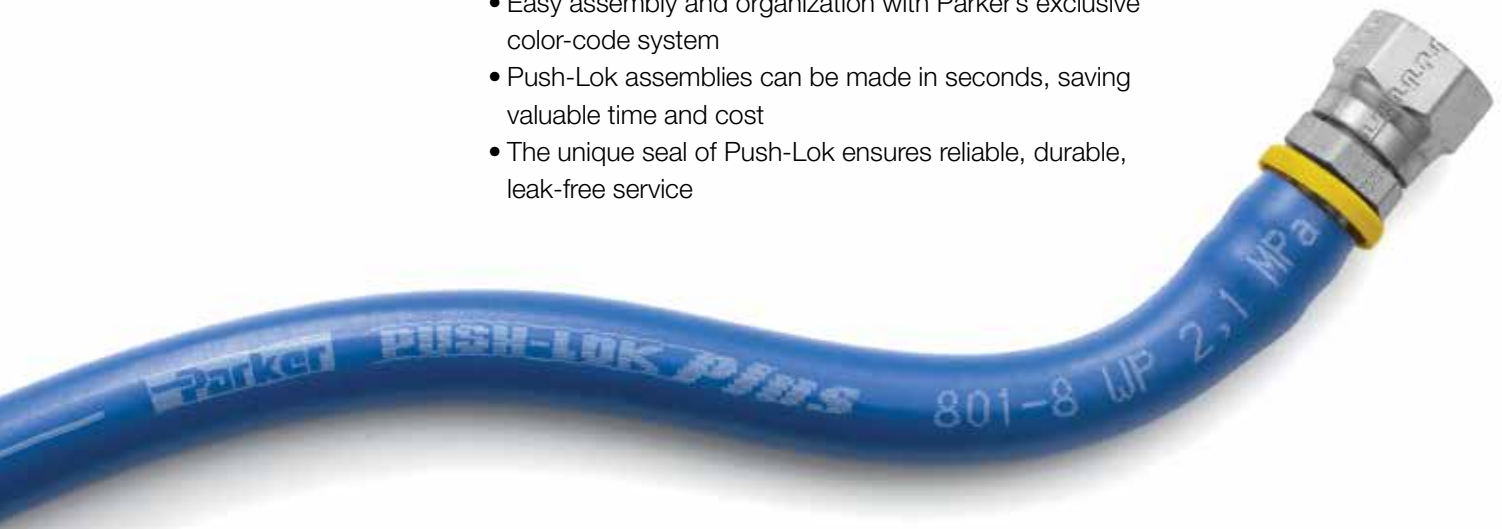 • Easy assembly and organization with Parker's exclusive
color-code system
• Push-Lok assemblies can be made in seconds, saving
valuable time and cost
• The unique seal of Push-Lok ensures reliable, durable,
leak-free service
Parker PUSH-LOK Plus 801-8 WP 2,1 MPa